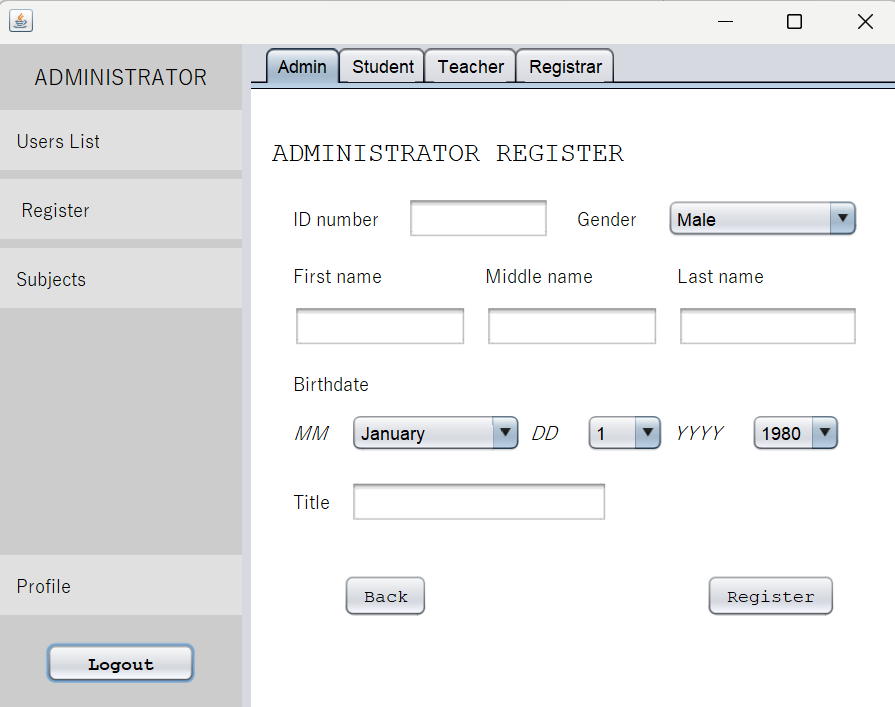 ADMINISTRATOR
Users List
Register
Subjects
Profile
Logout
Admin Student Teacher Registrar
ADMINISTRATOR REGISTER
ID number Gender Male
First name Middle name Last name
Birthdate
MM January DD 1 YYYY 1980
Title
Back Register